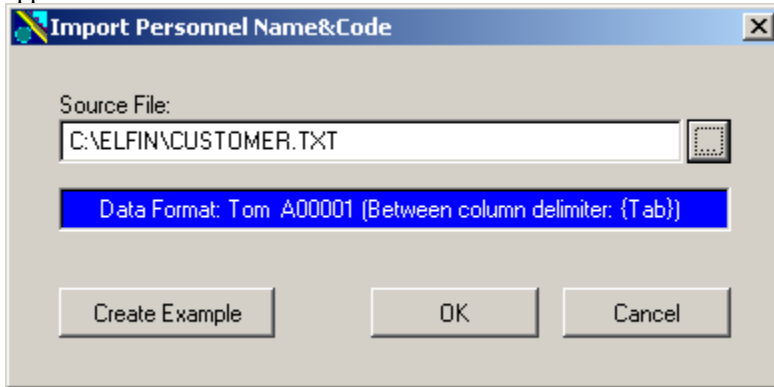 Import Personnel Name&Code
Source File:
C:\ELFIN\CUSTOMER.TXT
Data Format: Tom  A00001 (Between column delimiter: {Tab})
Create Example
OK
Cancel